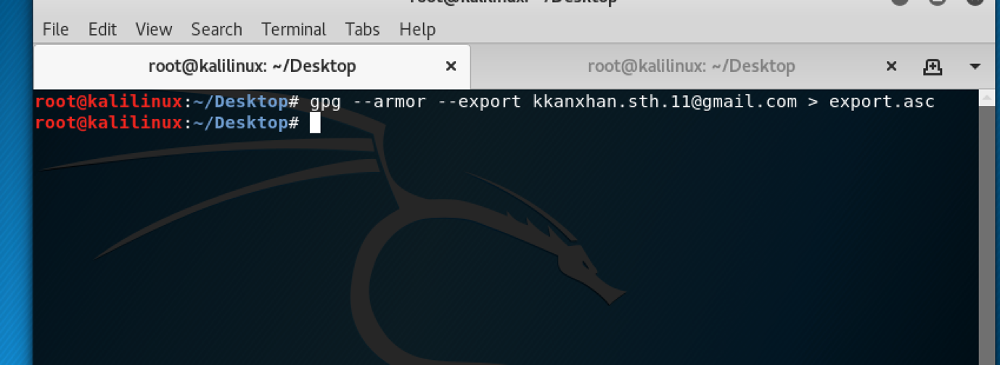 root@kalilinux: ~/Desktop
File Edit View Search Terminal Tabs Help
root@kalilinux: ~/Desktop × root@kalilinux: ~/Desktop ×
root@kalilinux:~/Desktop# gpg --armor --export kkanxhan.sth.11@gmail.com > export.asc
root@kalilinux:~/Desktop#